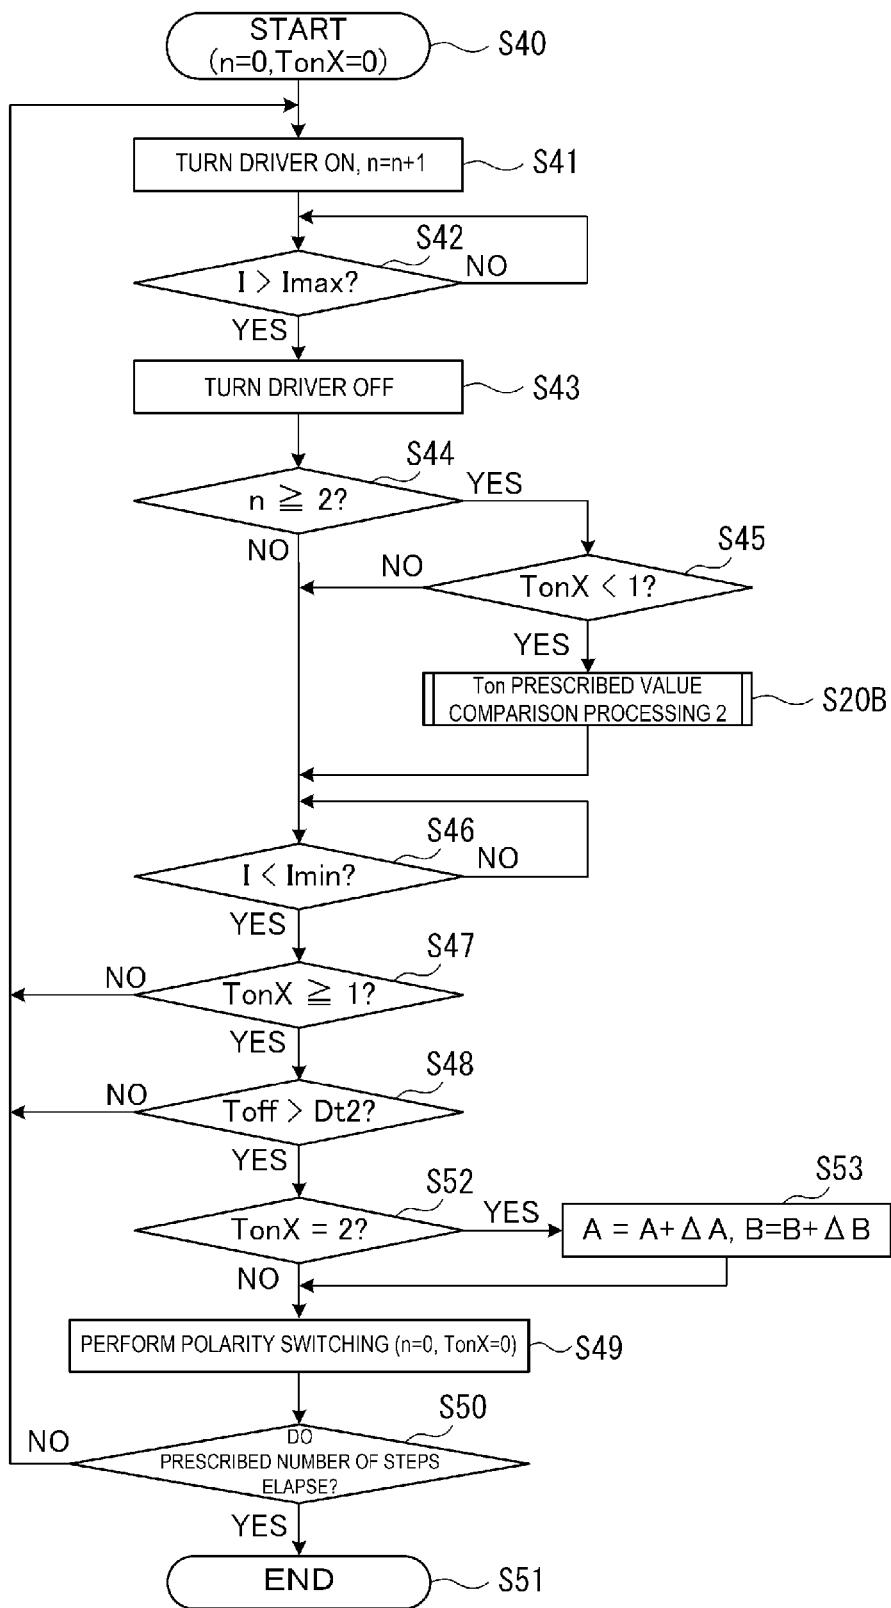 START
(n=0,TonX=0)
S40
TURN DRIVER ON, n=n+1
S41
S42
I > Imax?
NO
YES
TURN DRIVER OFF
S43
S44
n ≧ 2?
YES
NO
S45
TonX < 1?
NO
YES
Ton PRESCRIBED VALUE
COMPARISON PROCESSING 2
S20B
S46
I < Imin?
NO
YES
S47
TonX ≧ 1?
NO
YES
S48
Toff > Dt2?
NO
YES
S52
TonX = 2?
YES
NO
S53
A = A+ Δ A, B=B+ Δ B
PERFORM POLARITY SWITCHING (n=0, TonX=0)
S49
S50
DO
PRESCRIBED NUMBER OF STEPS
ELAPSE?
NO
YES
END
S51